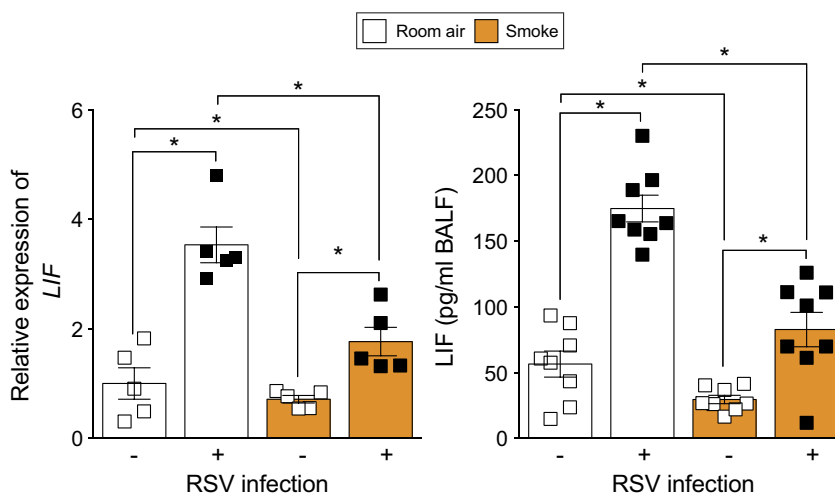 Room air Smoke
Relative expression of
LIF
6
4
2
0
* * * *
- + - +
RSV infection
LIF (pg/ml BALF)
250
200
150
100
50
0
* * * *
- + - +
RSV infection